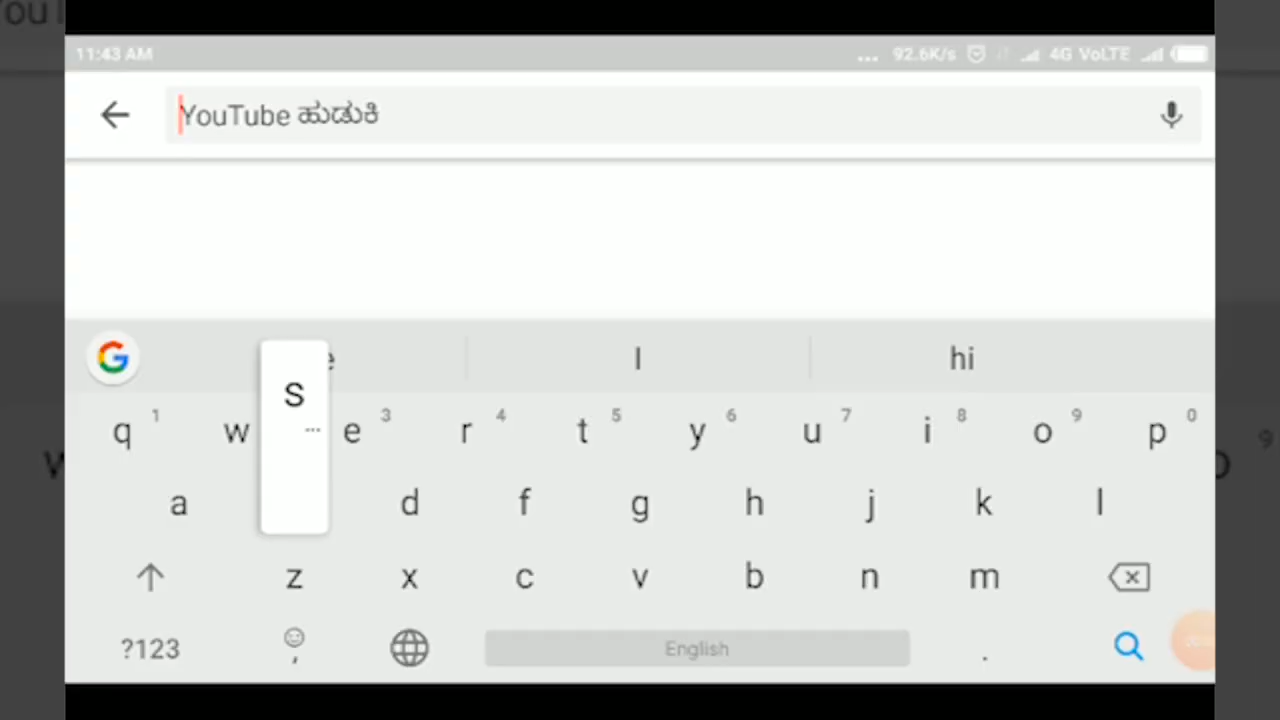 11:43 AM ... 92.6K/s 4G VoLTE
YouTube ಹುಡುಕಿ
G I hi
q 1 w e 3 r 4 t 5 y 6 u 7 i 8 o 9 p 0
S ...
a d f g h j k l
z x c v b n m
?123 , English .